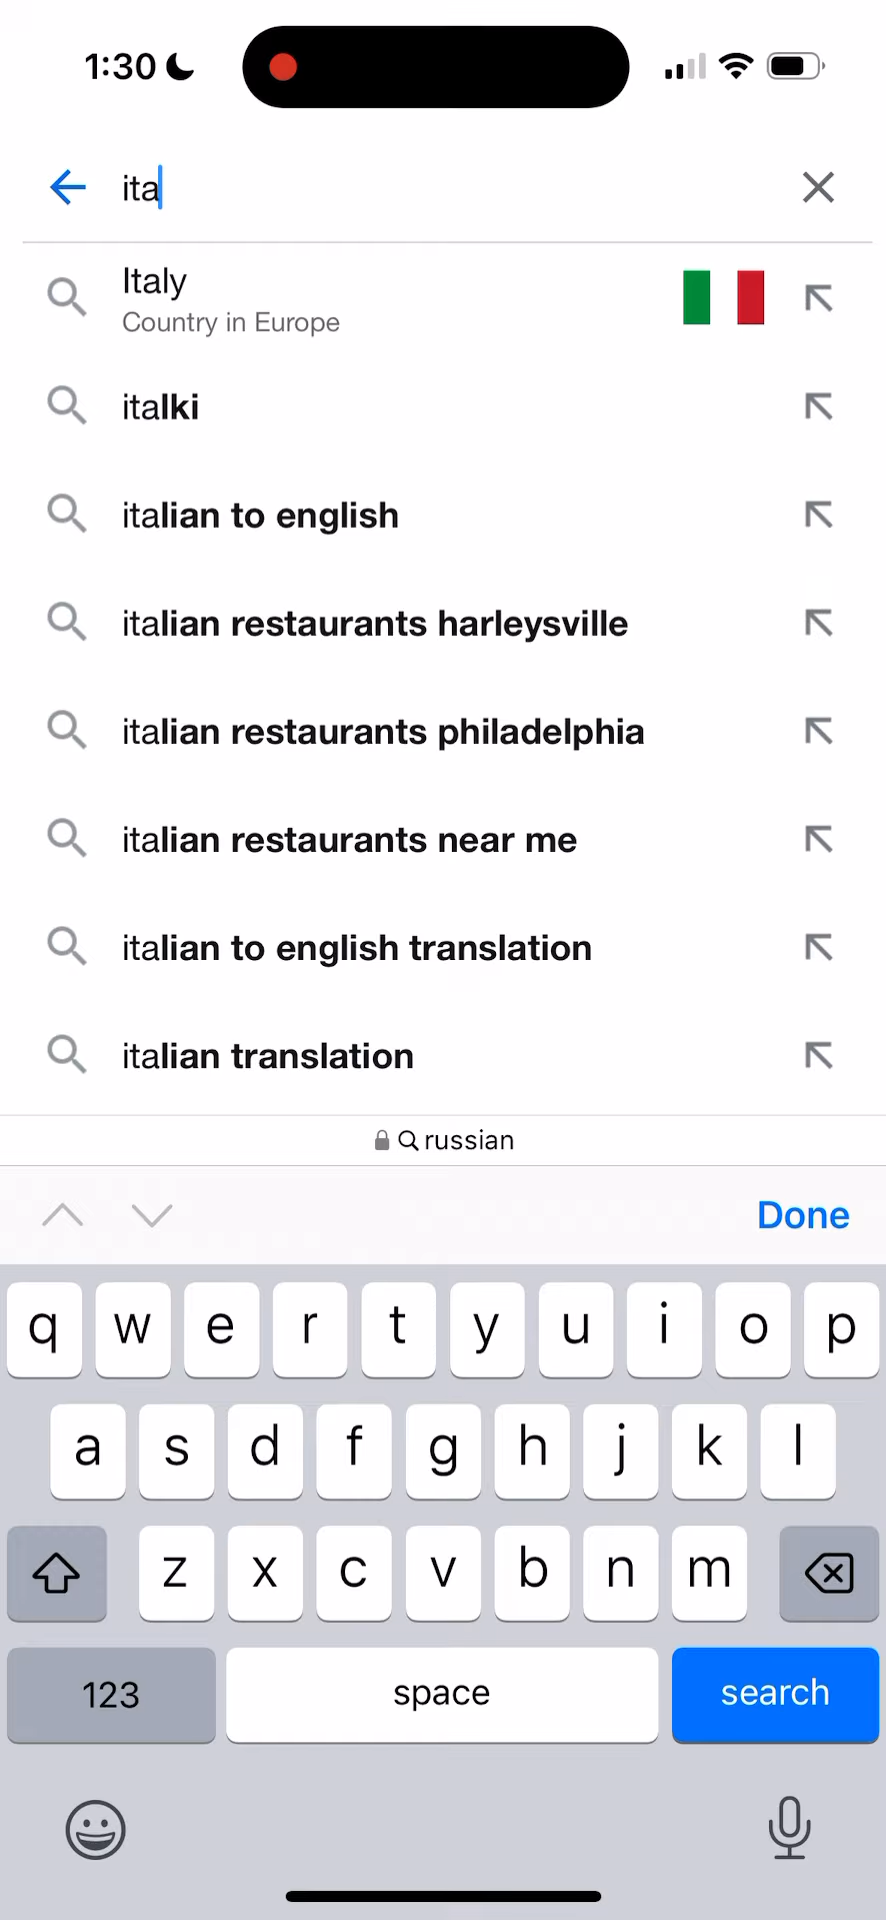 1:30
ita
Italy
Country in Europe
italki
italian to english
italian restaurants harleysville
italian restaurants philadelphia
italian restaurants near me
italian to english translation
italian translation
russian
Done
q w e r t y u i o p
a s d f g h j k l
z x c v b n m
123 space search